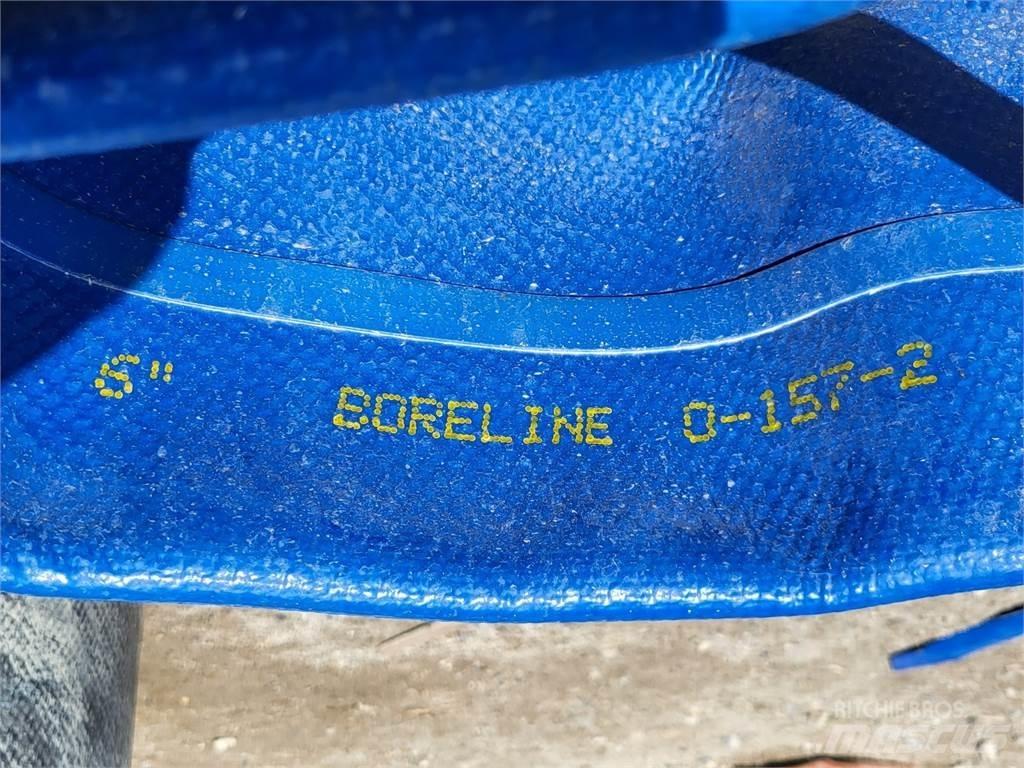 5" BORELINE 0-157-2
RITCHIE BROS
MASCUS